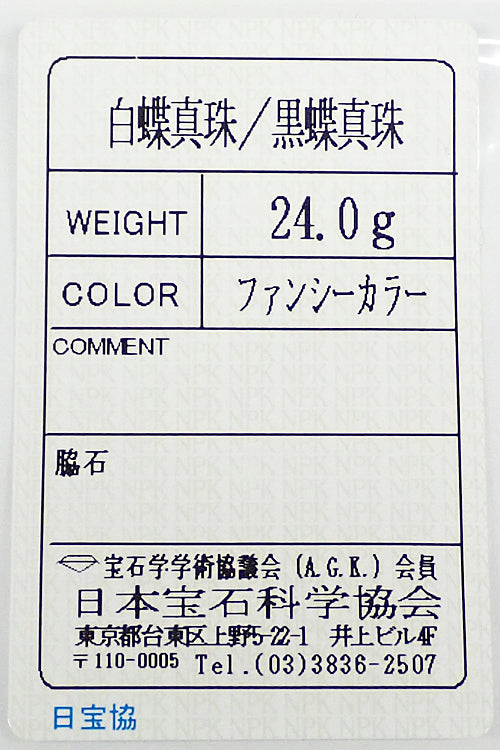 白蝶真珠/黒蝶真珠
WEIGHT 24.0g
COLOR ファンシーカラー
COMMENT
脇石
宝石学学術協議会(A.G.K.)会員
日本宝石科学協会
東京都台東区上野5-22-1 井上ビル4F
〒110-0005 Tel.(03)3836-2507
日宝協